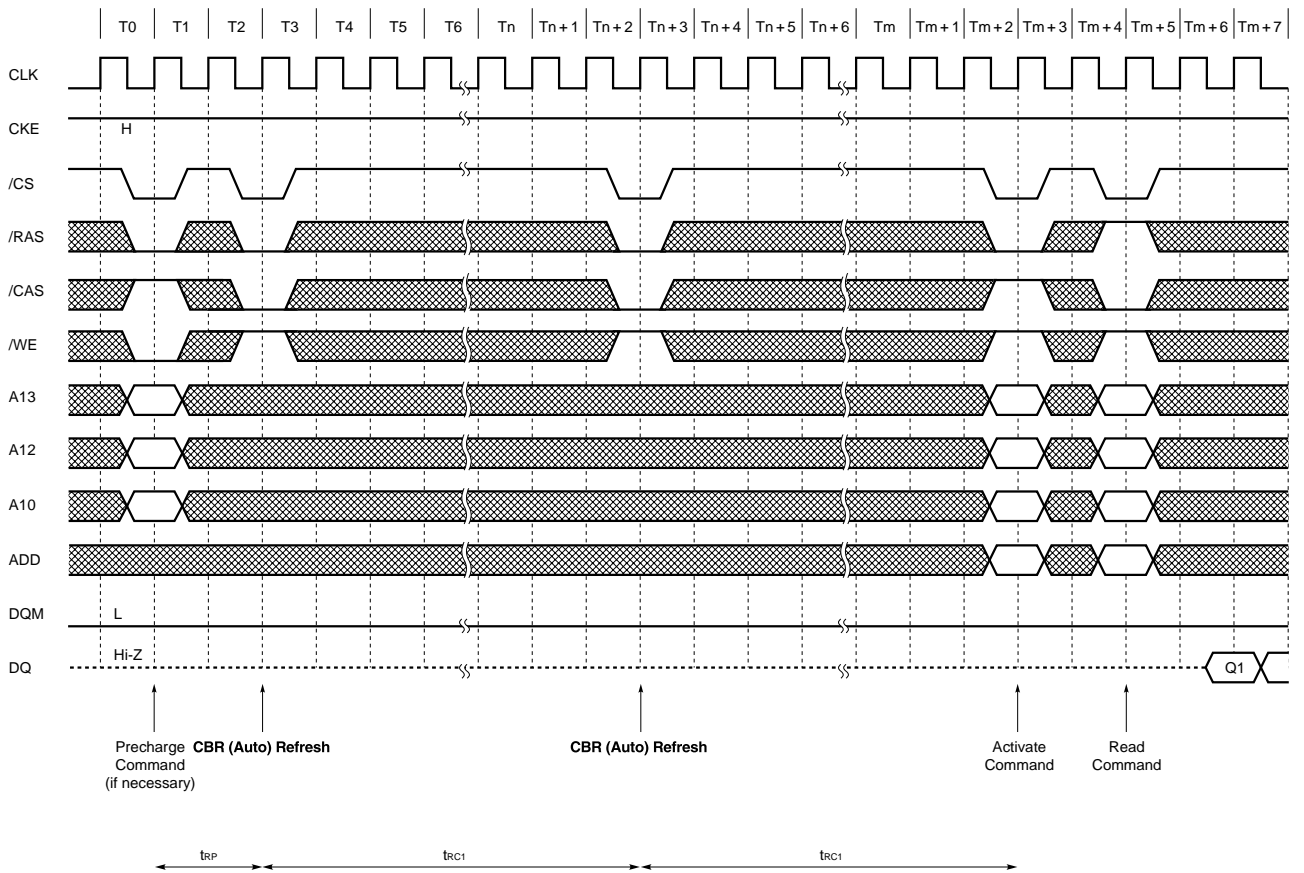 T0 T1 T2 T3 T4 T5 T6 Tn Tn + 1 Tn + 2 Tn + 3 Tn + 4 Tn + 5 Tn + 6 Tm Tm + 1 Tm + 2 Tm + 3 Tm + 4 Tm + 5 Tm + 6 Tm + 7
CLK
CKE H
/CS
/RAS
/CAS
/WE
A13
A12
A10
ADD
DQM L
DQ Hi-Z Q1
Precharge
Command
(if necessary)
CBR (Auto) Refresh
CBR (Auto) Refresh
Activate
Command
Read
Command
tRP tRC1 tRC1